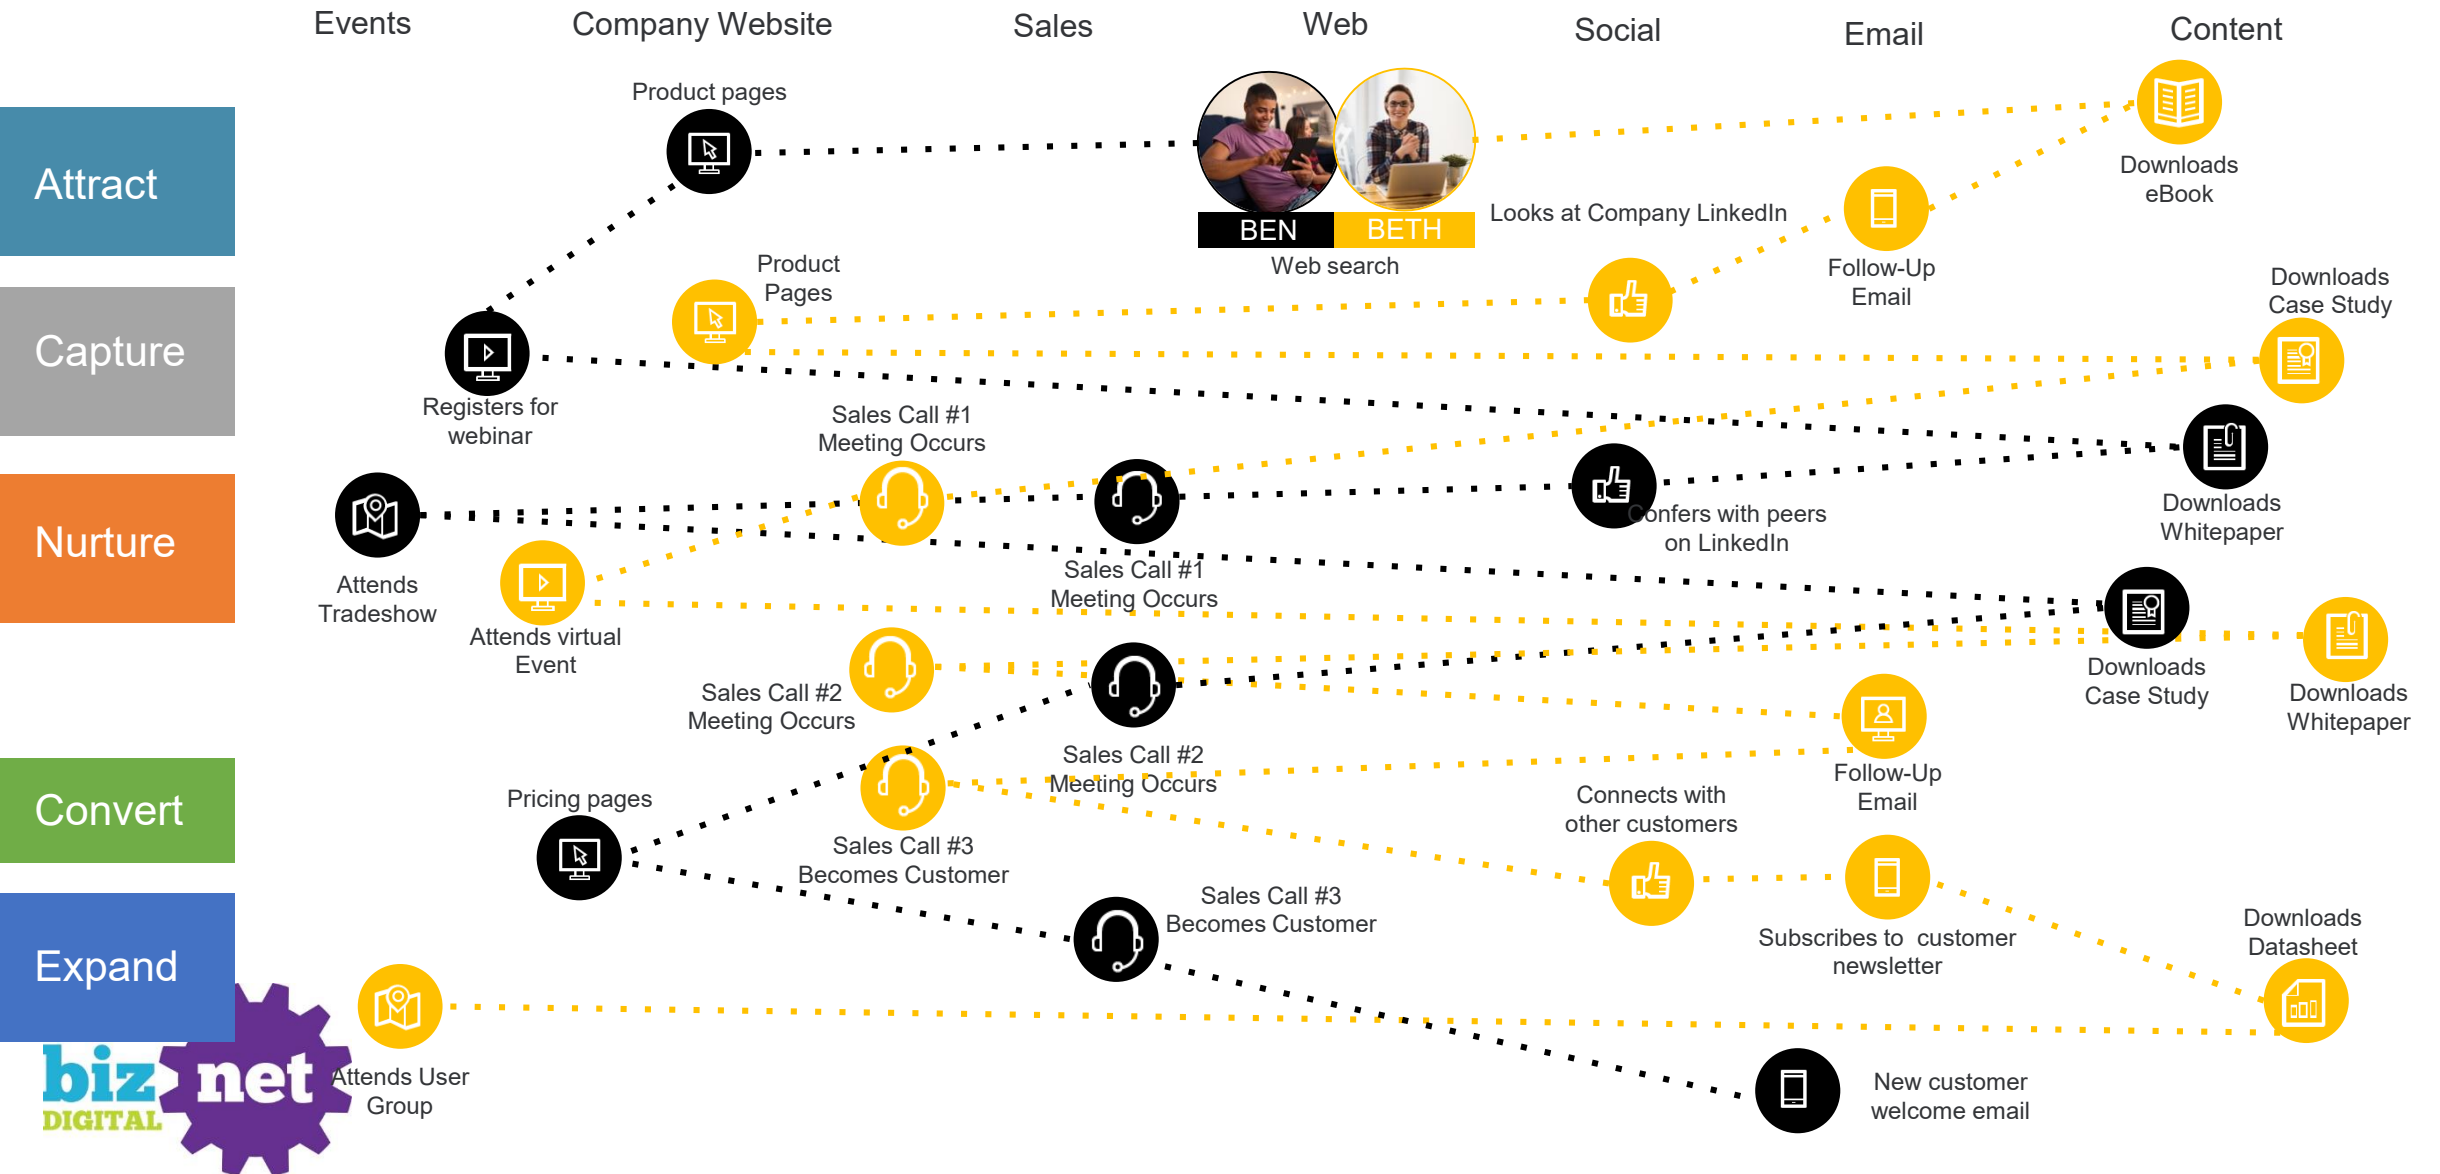 Events
Company Website
Sales
Web
Social
Email
Content
Product pages
Attract
BEN
BETH
Web search
Looks at Company LinkedIn
Follow-Up
Email
Downloads
eBook
Product
Pages
Downloads
Case Study
Capture
Registers for
webinar
Sales Call #1
Meeting Occurs
Nurture
Attends
Tradeshow
Attends virtual
Event
Sales Call #1
Meeting Occurs
Confers with peers
on LinkedIn
Downloads
Whitepaper
Sales Call #2
Meeting Occurs
Downloads
Case Study
Downloads
Whitepaper
Convert
Pricing pages
Sales Call #2
Meeting Occurs
Follow-Up
Email
Sales Call #3
Becomes Customer
Connects with
other customers
Expand
Sales Call #3
Becomes Customer
Subscribes to  customer
newsletter
Downloads
Datasheet
Attends User
Group
New customer
welcome email
biz net
DIGITAL